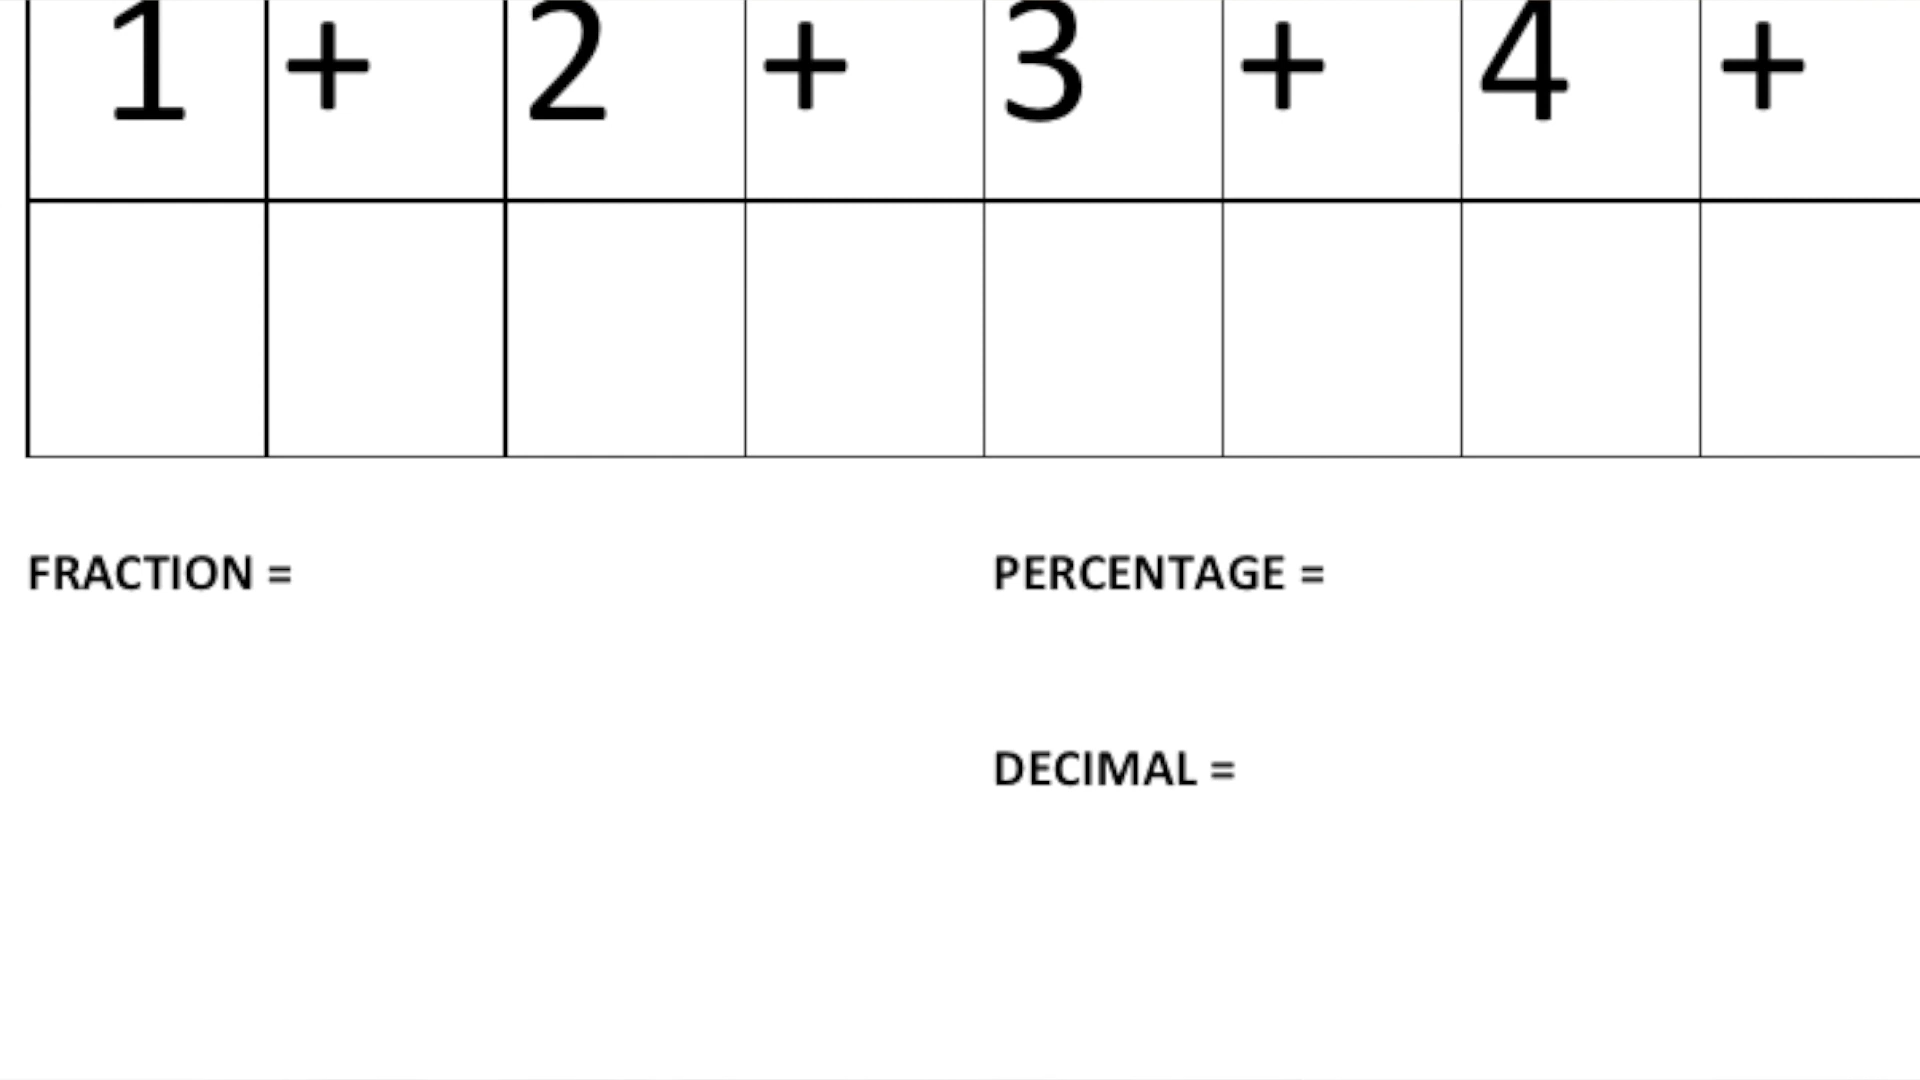 1 + 2 + 3 + 4 +
FRACTION =
PERCENTAGE =
DECIMAL =